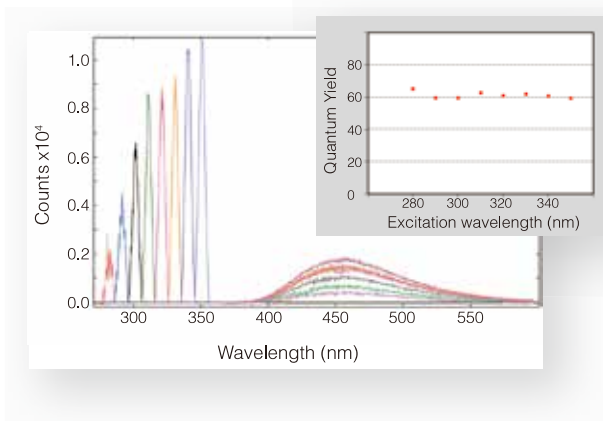 Counts x10⁴
1.0
0.8
0.6
0.4
0.2
0.0
300 350 400 450 500 550
Wavelength (nm)
Quantum Yield
80
60
40
20
0
280 300 320 340
Excitation wavelength (nm)